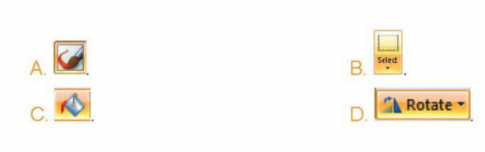 A. . B. Select .
C. . D. Rotate .